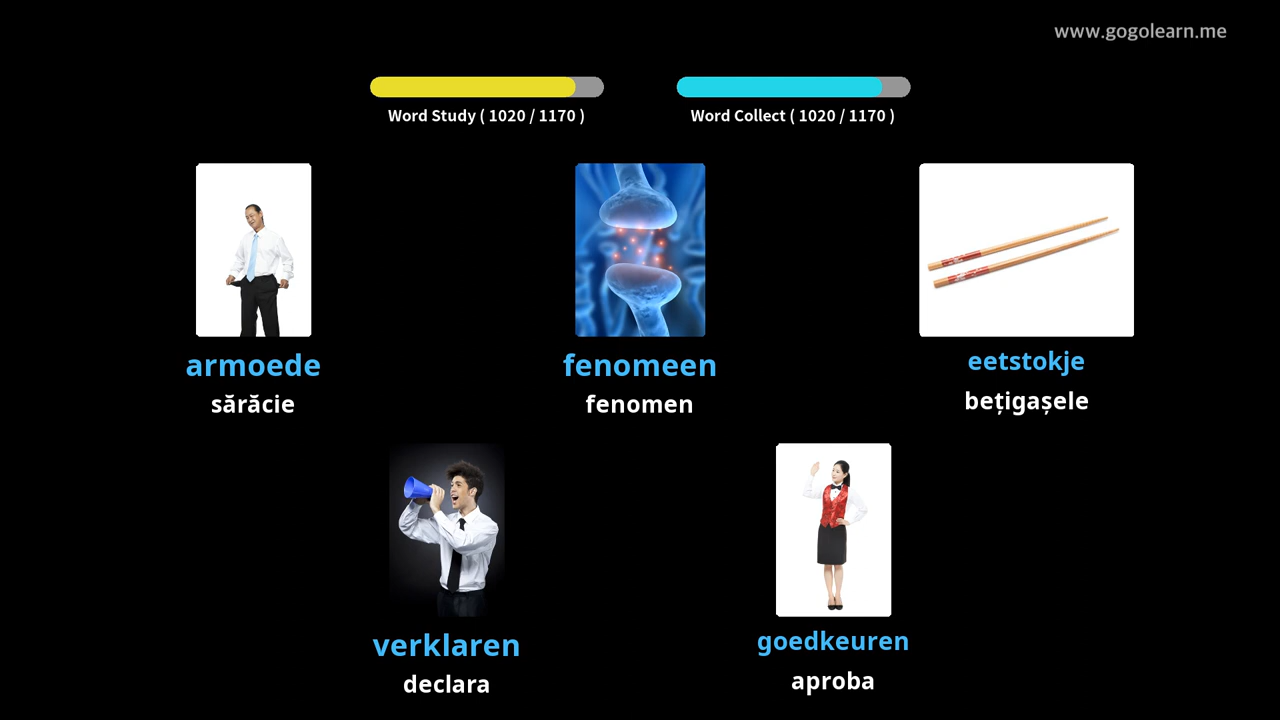 www.gogolearn.me
Word Study ( 1020 / 1170 )
Word Collect ( 1020 / 1170 )
armoede
sărăcie
fenomeen
fenomen
eetstokje
bețigașele
verklaren
declara
goedkeuren
aproba